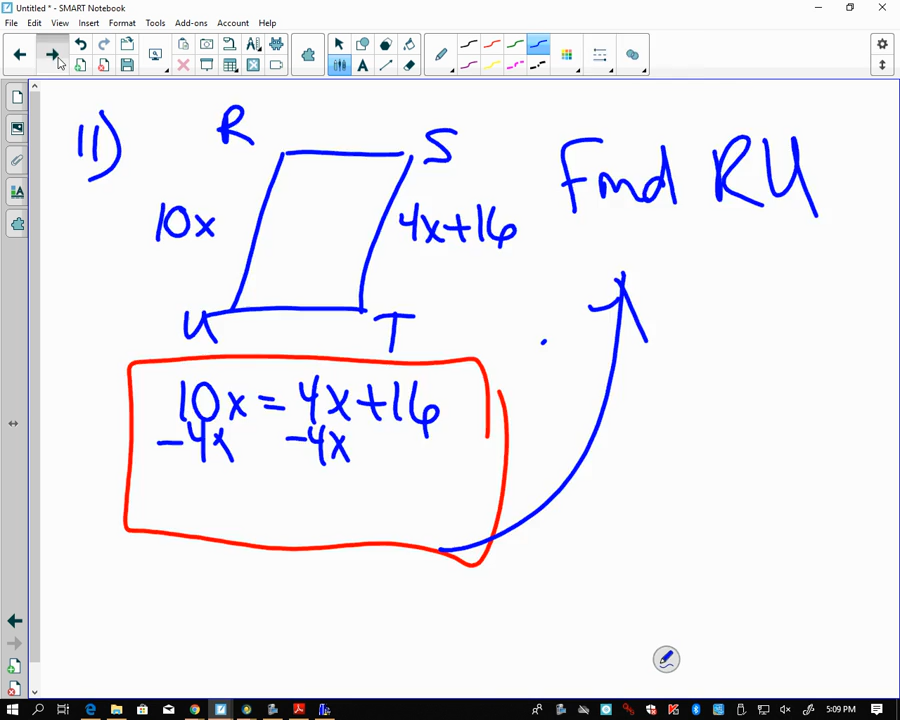 Untitled * - SMART Notebook
File Edit View Insert Format Tools Add-ons Account Help
11)
R
S
Find RU
10x
4x+16
U
T
10x = 4x+16
-4x -4x
5:09 PM